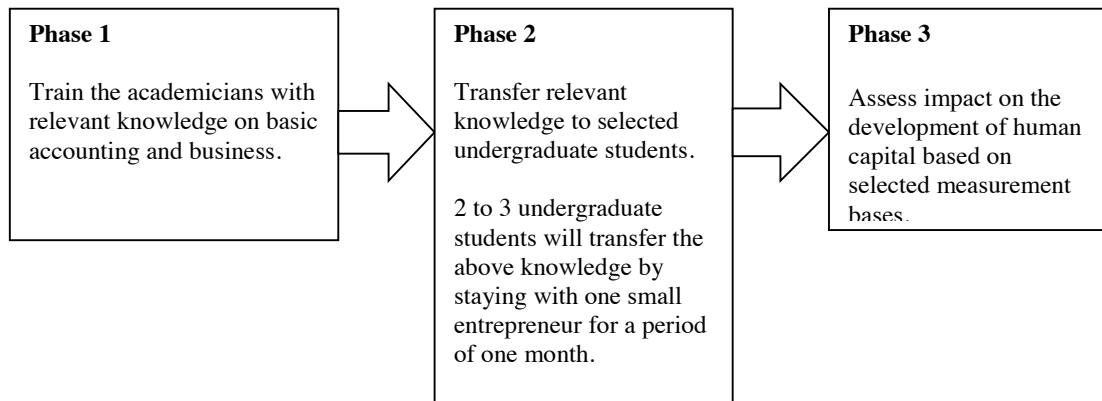 Phase 1
Train the academicians with
relevant knowledge on basic
accounting and business.
Phase 2
Transfer relevant
knowledge to selected
undergraduate students.
2 to 3 undergraduate
students will transfer the
above knowledge by
staying with one small
entrepreneur for a period
of one month.
Phase 3
Assess impact on the
development of human
capital based on
selected measurement
bases.